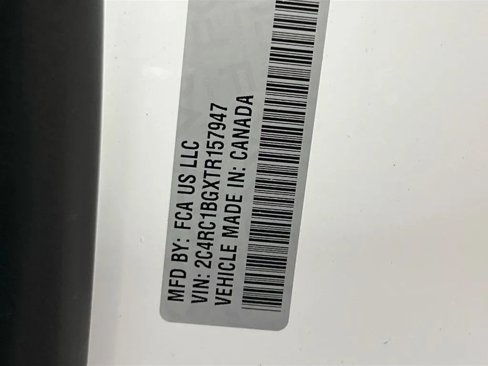 MFD BY: FCA US LLC
VIN: 2C4RC1BGXTR157947
VEHICLE MADE IN: CANADA